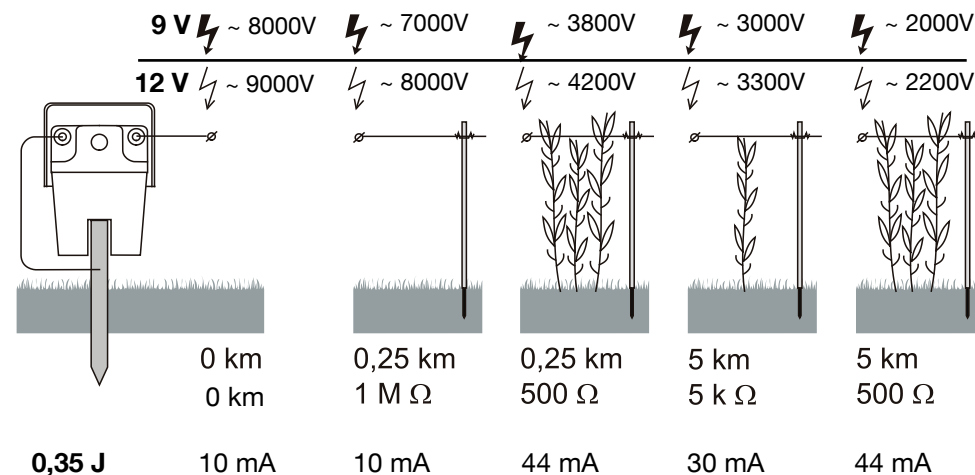 9 V ~ 8000V ~ 7000V ~ 3800V ~ 3000V ~ 2000V
12 V ~ 9000V ~ 8000V ~ 4200V ~ 3300V ~ 2200V
0 km 0,25 km 0,25 km 5 km 5 km
0 km 1 M Ω 500 Ω 5 k Ω 500 Ω
0,35 J 10 mA 10 mA 44 mA 30 mA 44 mA